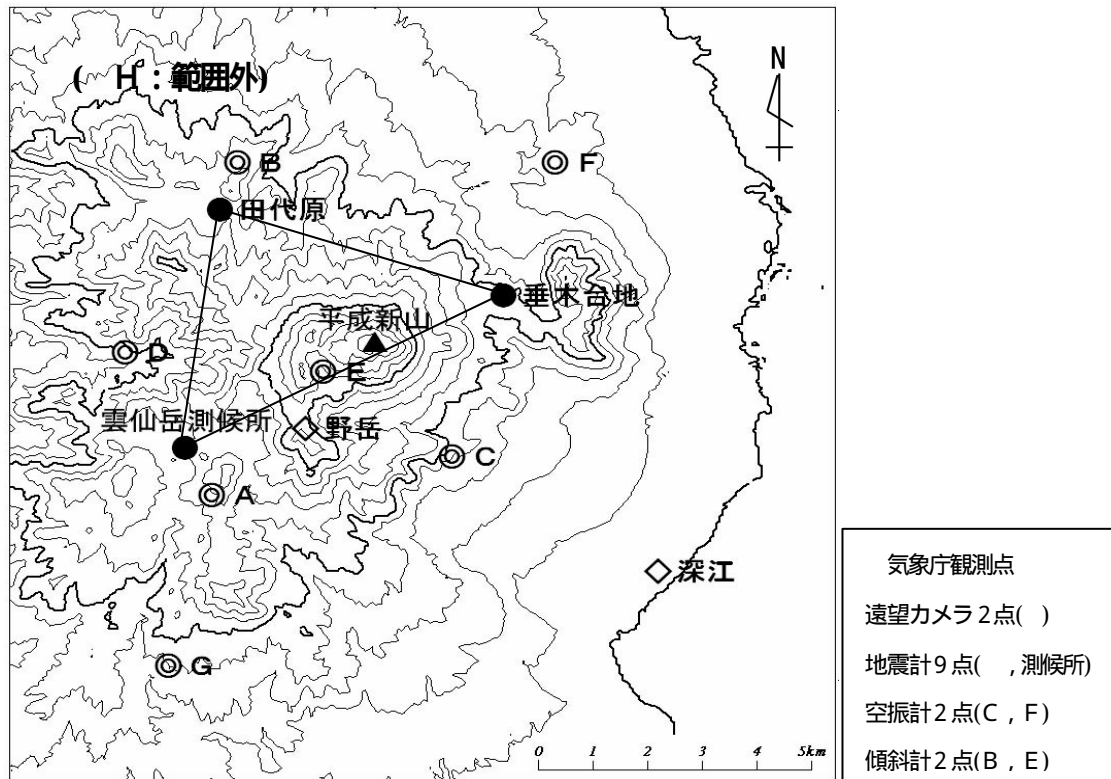 ( H:範囲外)
N
B
F
田代原
垂木台地
平成新山
D
E
雲仙岳測候所
野岳
C
A
深江
G
0 1 2 3 4 5km
気象庁観測点
遠望カメラ2点( )
地震計9点( ,測候所)
空振計2点(C,F)
傾斜計2点(B,E)